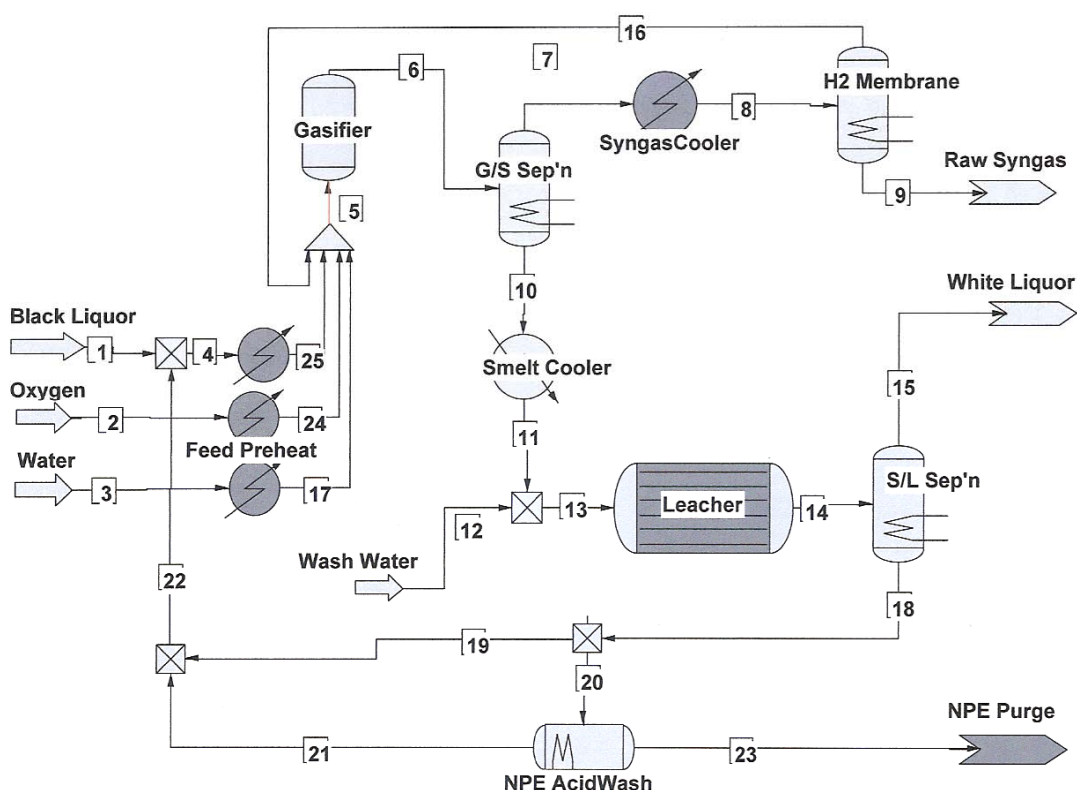 16
7
6
H2 Membrane
Gasifier
8
SyngasCooler
G/S Sep'n
Raw Syngas
9
5
10
White Liquor
Black Liquor
1
4
25
Smelt Cooler
15
Oxygen
2
24
11
Feed Preheat
Water
3
17
S/L Sep'n
Leacher
13
14
12
Wash Water
22
18
19
20
NPE Purge
21
23
NPE AcidWash